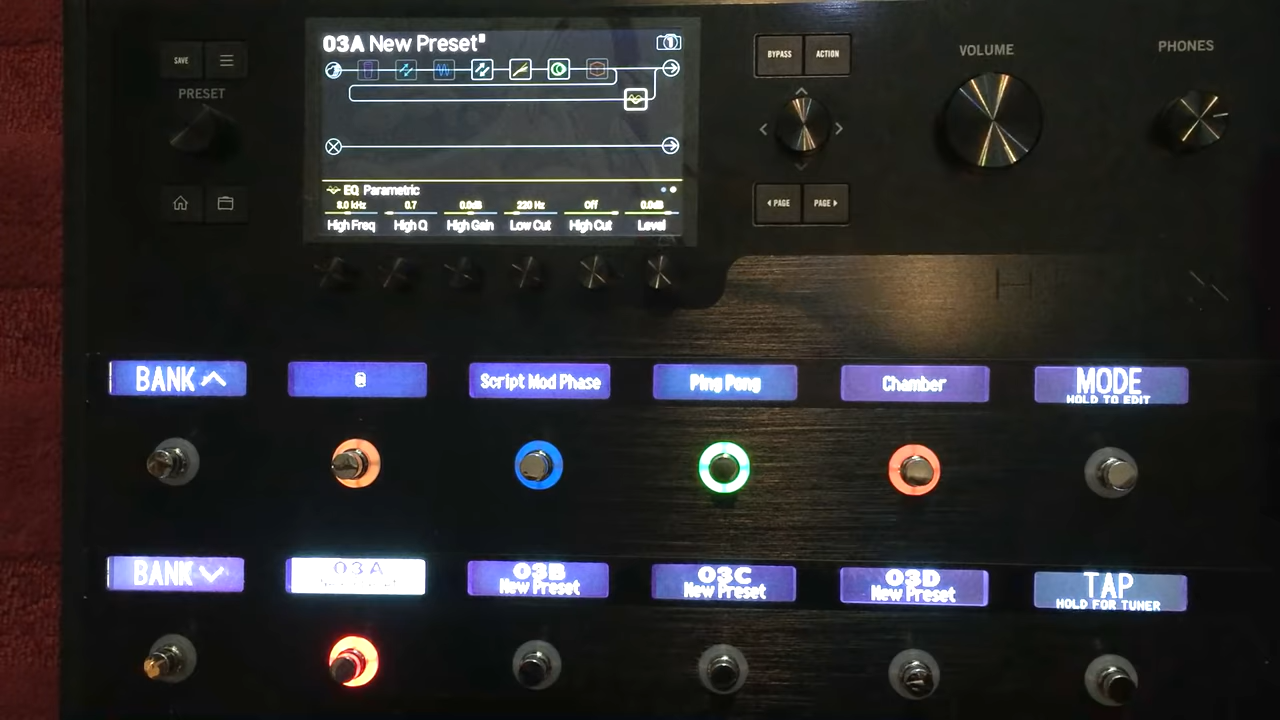 03A New Preset
1
SAVE
PRESET
EQ Parametric
8.0 kHz 0.7 0.0dB 220 Hz Off 0.0dB
High Freq High Q High Gain Low Cut High Cut Level
BYPASS ACTION
PAGE PAGE
VOLUME
PHONES
BANK
Script Mod Phase
Ping Pong
Chamber
MODE
HOLD TO EDIT
BANK
03A
New Preset
03B
New Preset
03C
New Preset
03D
New Preset
TAP
HOLD FOR TUNER